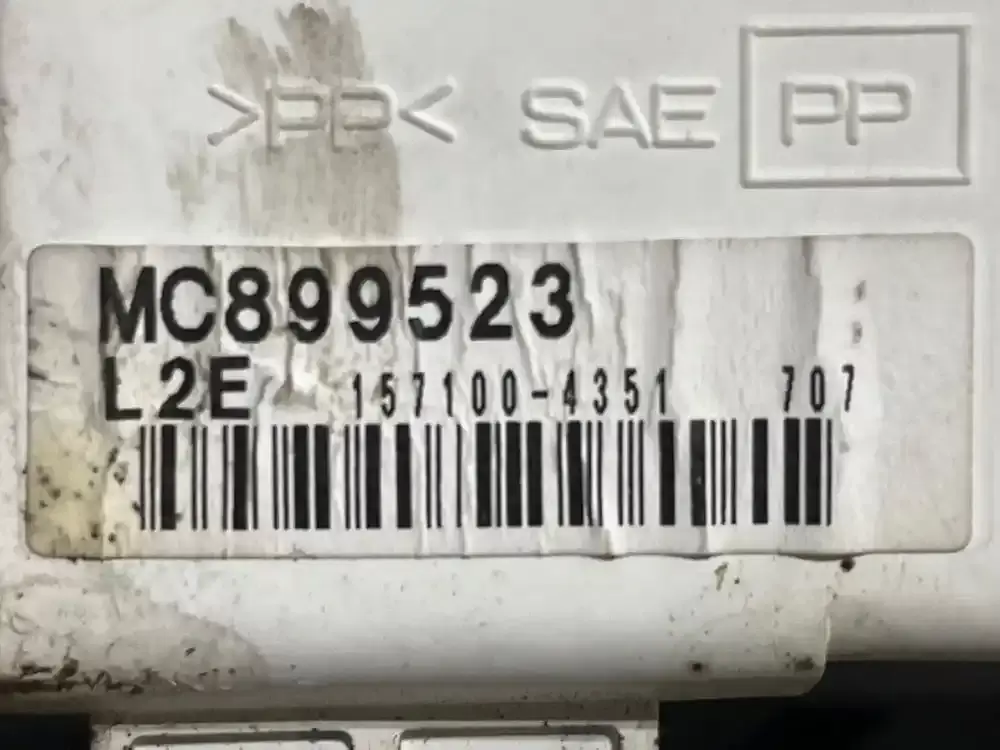 >PP< SAE PP
MC899523
L2E 157100-4351 707